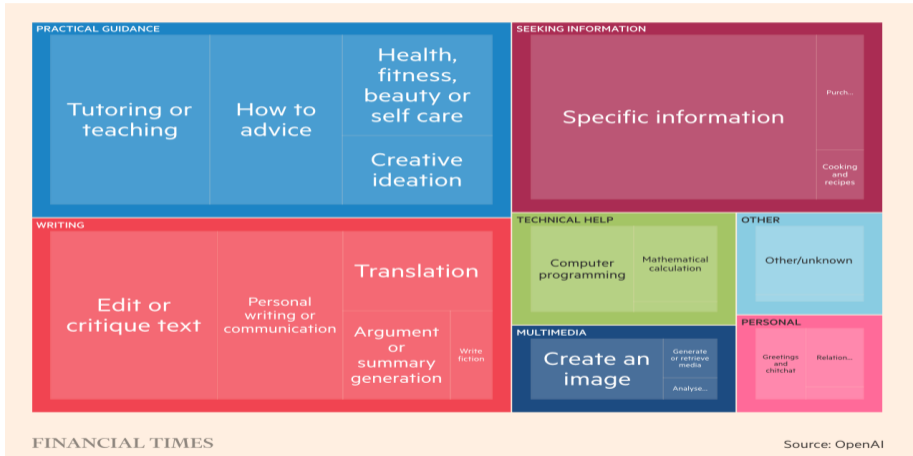 PRACTICAL GUIDANCE
Tutoring or
teaching
How to
advice
Health,
fitness,
beauty or
self care
Creative
ideation
SEEKING INFORMATION
Specific information
Purch...
Cooking
and
recipes
WRITING
Edit or
critique text
Personal
writing or
communication
Translation
Argument
or
summary
generation
Write
fiction
TECHNICAL HELP
Computer
programming
Mathematical
calculation
OTHER
Other/unknown
MULTIMEDIA
Create an
image
Generate
or retrieve
media
Analyse...
PERSONAL
Greetings
and
chitchat
Relation...
FINANCIAL TIMES
Source: OpenAI